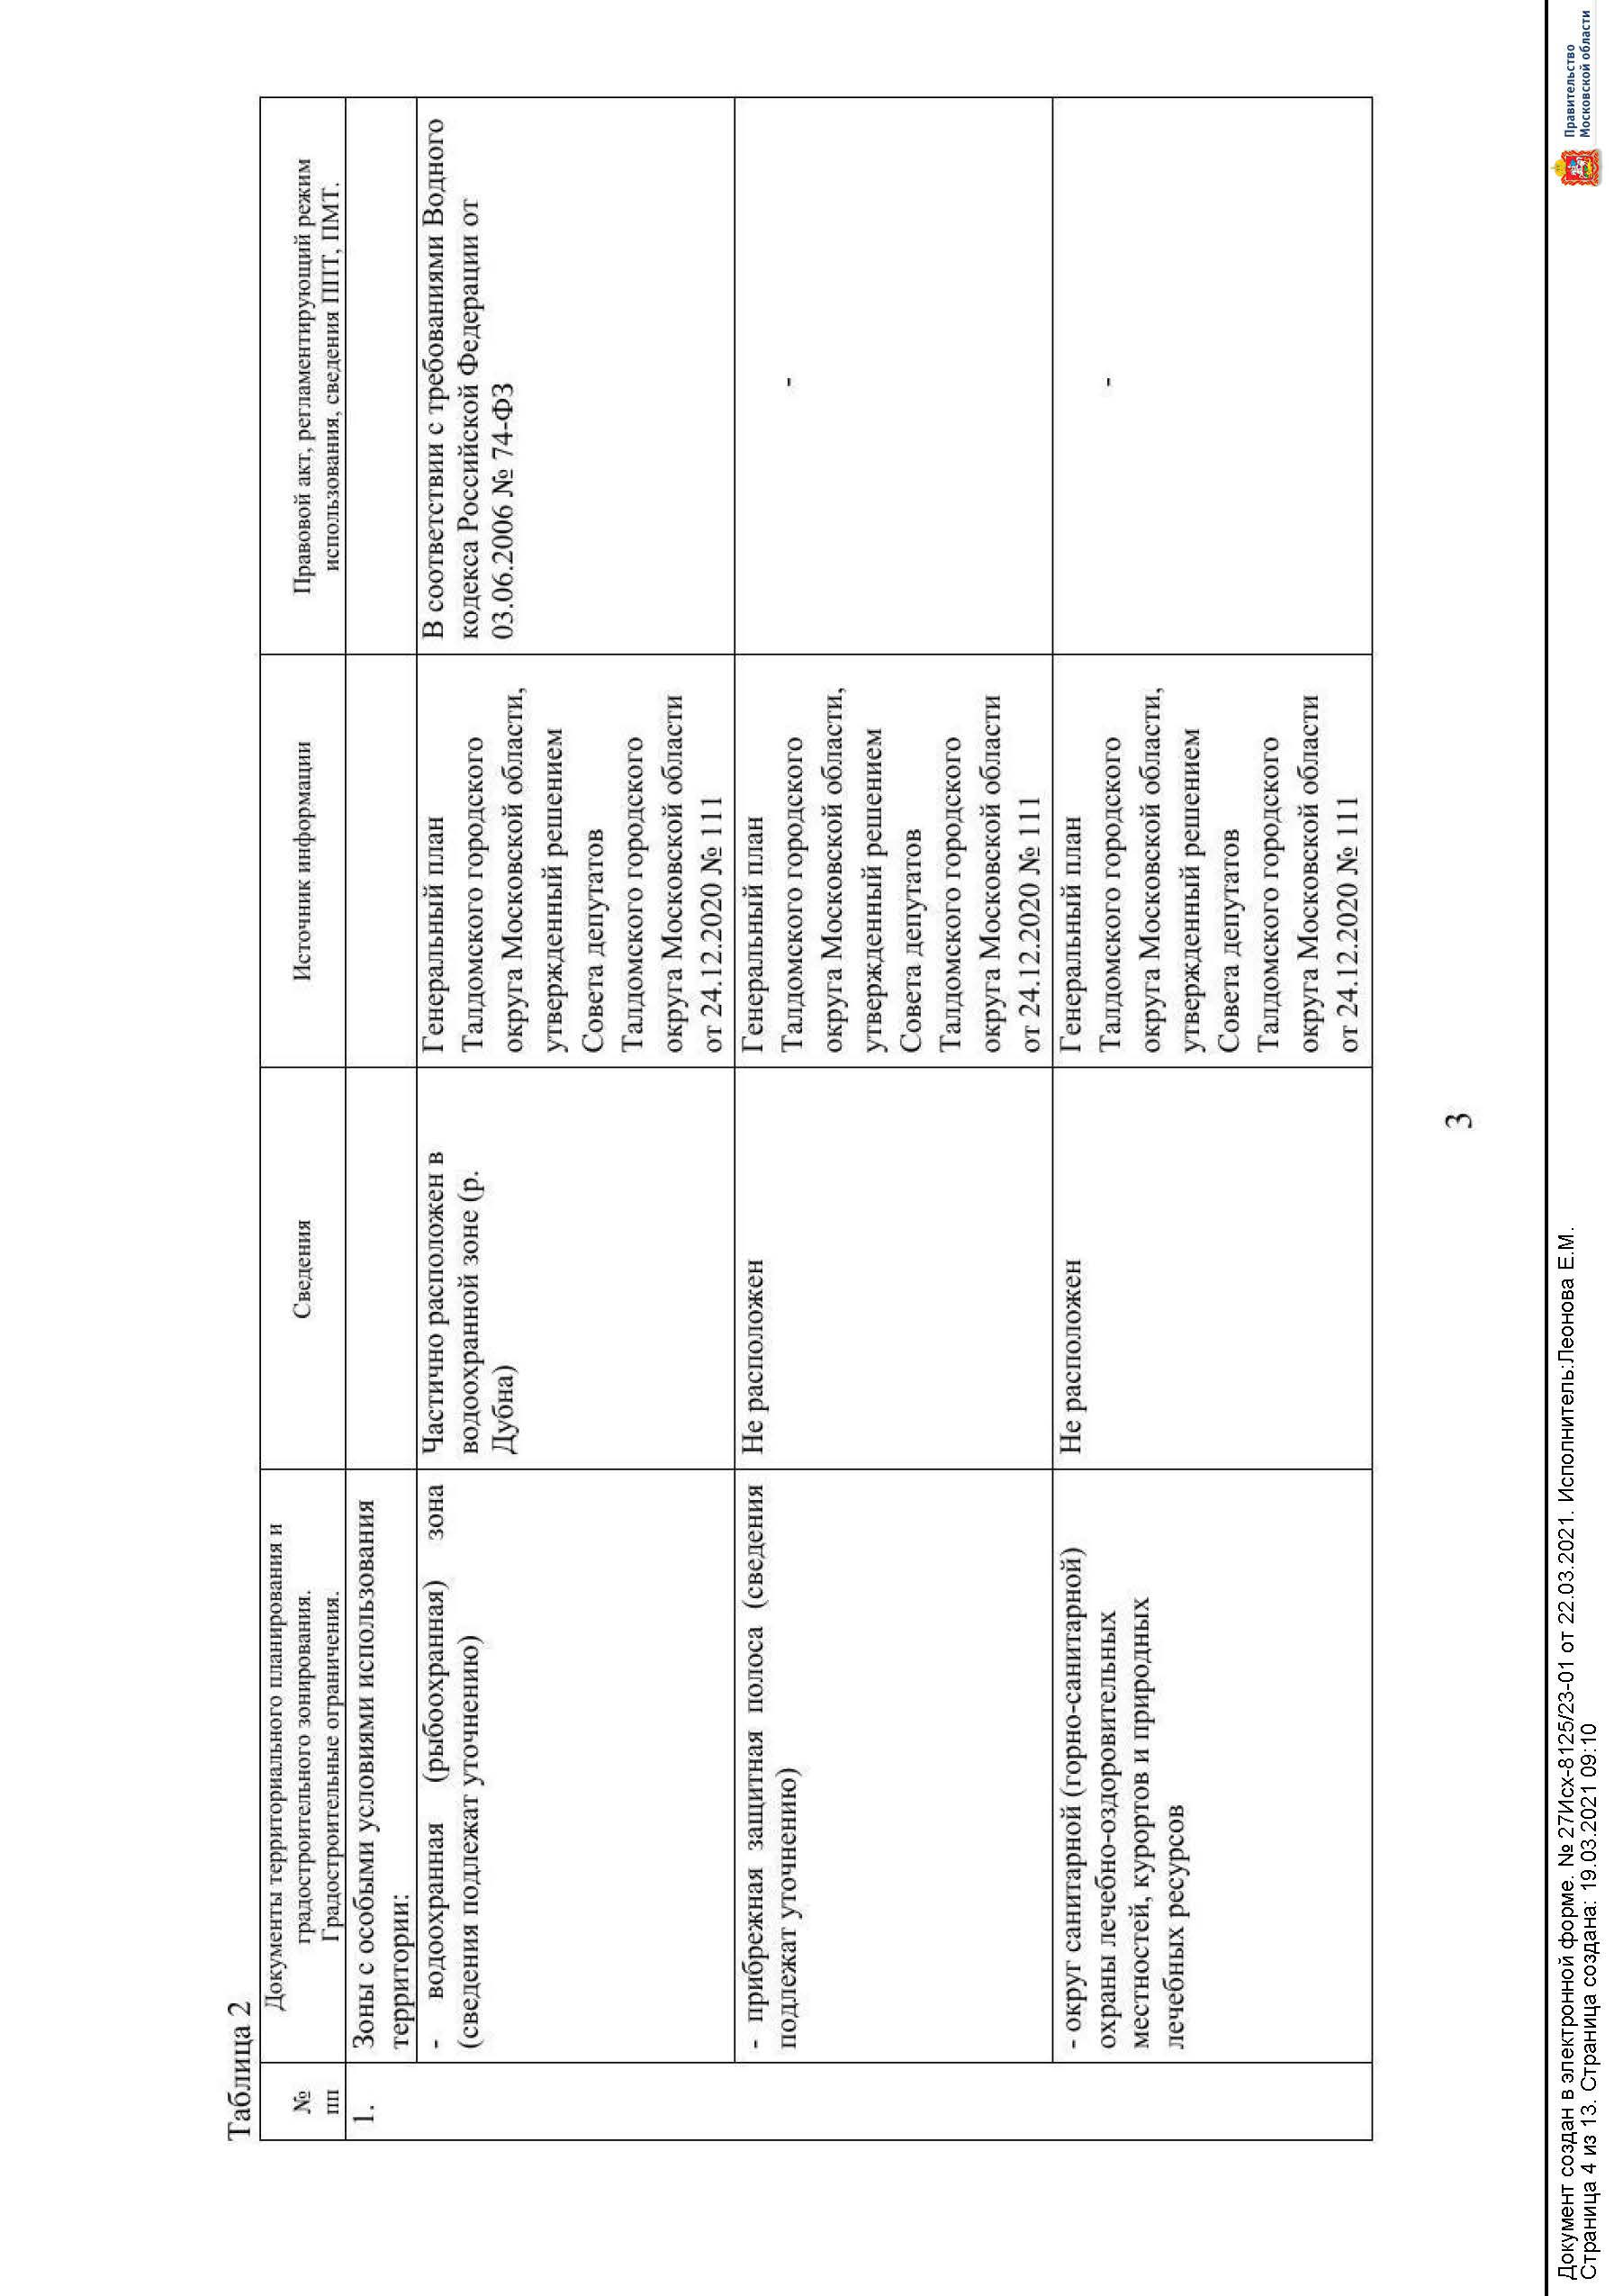 Таблица 2
№
пп
Документы территориального планирования и
градостроительного зонирования.
Градостроительные ограничения.
Сведения
Источник информации
Правовой акт, регламентирующий режим
использования, сведения ППТ, ПМТ.
1.
Зоны с особыми условиями использования
территории:
- водоохранная (рыбоохранная) зона
(сведения подлежат уточнению)
Частично расположен в
водоохранной зоне (р.
Дубна)
Генеральный план
Талдомского городского
округа Московской области,
утвержденный решением
Совета депутатов
Талдомского городского
округа Московской области
от 24.12.2020 № 111
В соответствии с требованиями Водного
кодекса Российской Федерации от
03.06.2006 № 74-ФЗ
- прибрежная защитная полоса (сведения
подлежат уточнению)
Не расположен
Генеральный план
Талдомского городского
округа Московской области,
утвержденный решением
Совета депутатов
Талдомского городского
округа Московской области
от 24.12.2020 № 111
-
- округ санитарной (горно-санитарной)
охраны лечебно-оздоровительных
местностей, курортов и природных
лечебных ресурсов
Не расположен
Генеральный план
Талдомского городского
округа Московской области,
утвержденный решением
Совета депутатов
Талдомского городского
округа Московской области
от 24.12.2020 № 111
-
3
Документ создан в электронной форме. № 27Исх-8125/23-01 от 22.03.2021. Исполнитель:Леонова Е.М.
Страница 4 из 13. Страница создана: 19.03.2021 09:10
Правительство
Московской области